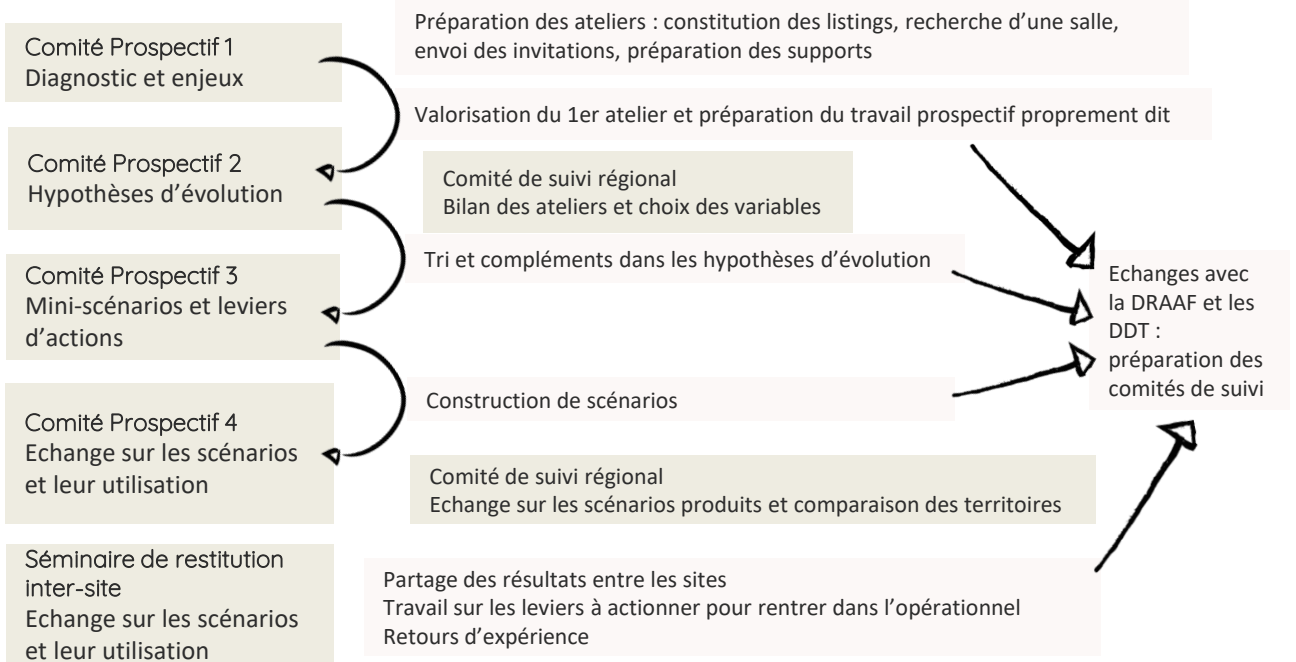 Préparation des ateliers : constitution des listings, recherche d’une salle,
envoi des invitations, préparation des supports
Comité Prospectif 1
Diagnostic et enjeux
Valorisation du 1er atelier et préparation du travail prospectif proprement dit
Comité Prospectif 2
Hypothèses d’évolution
Comité de suivi régional
Bilan des ateliers et choix des variables
Tri et compléments dans les hypothèses d’évolution
Comité Prospectif 3
Mini-scénarios et leviers
d’actions
Echanges avec
la DRAAF et les
DDT :
préparation des
comités de suivi
Construction de scénarios
Comité Prospectif 4
Echange sur les scénarios
et leur utilisation
Comité de suivi régional
Echange sur les scénarios produits et comparaison des territoires
Séminaire de restitution
inter-site
Echange sur les scénarios
et leur utilisation
Partage des résultats entre les sites
Travail sur les leviers à actionner pour rentrer dans l’opérationnel
Retours d’expérience